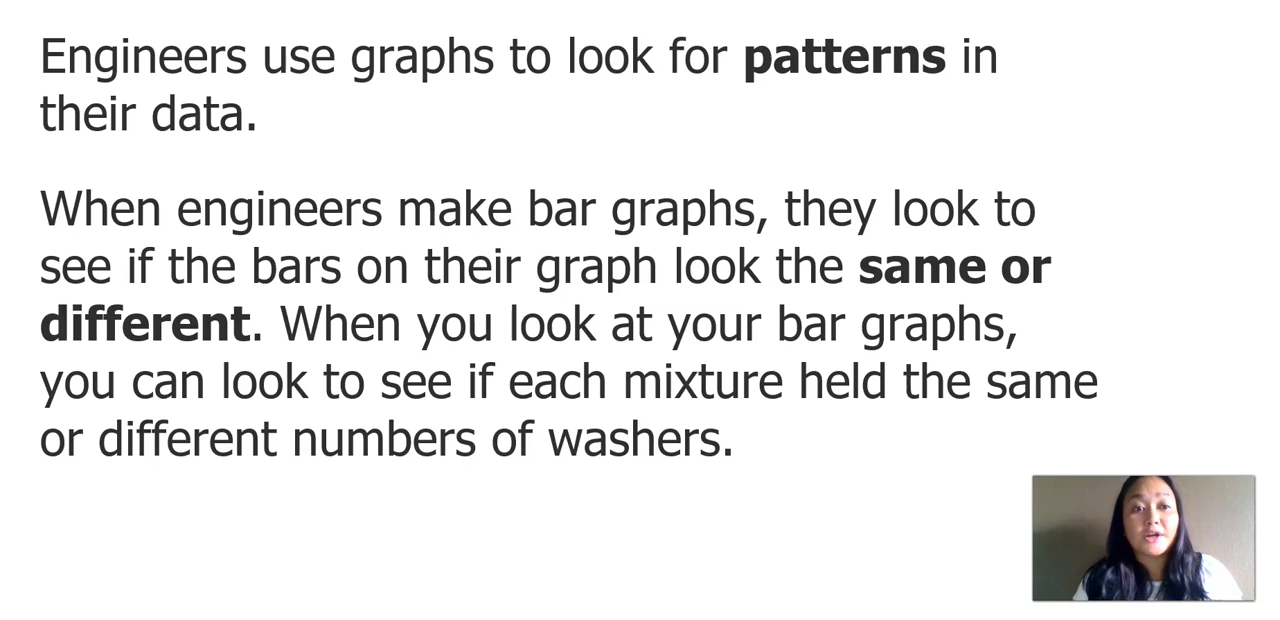 Engineers use graphs to look for patterns in
their data.
When engineers make bar graphs, they look to
see if the bars on their graph look the same or
different. When you look at your bar graphs,
you can look to see if each mixture held the same
or different numbers of washers.